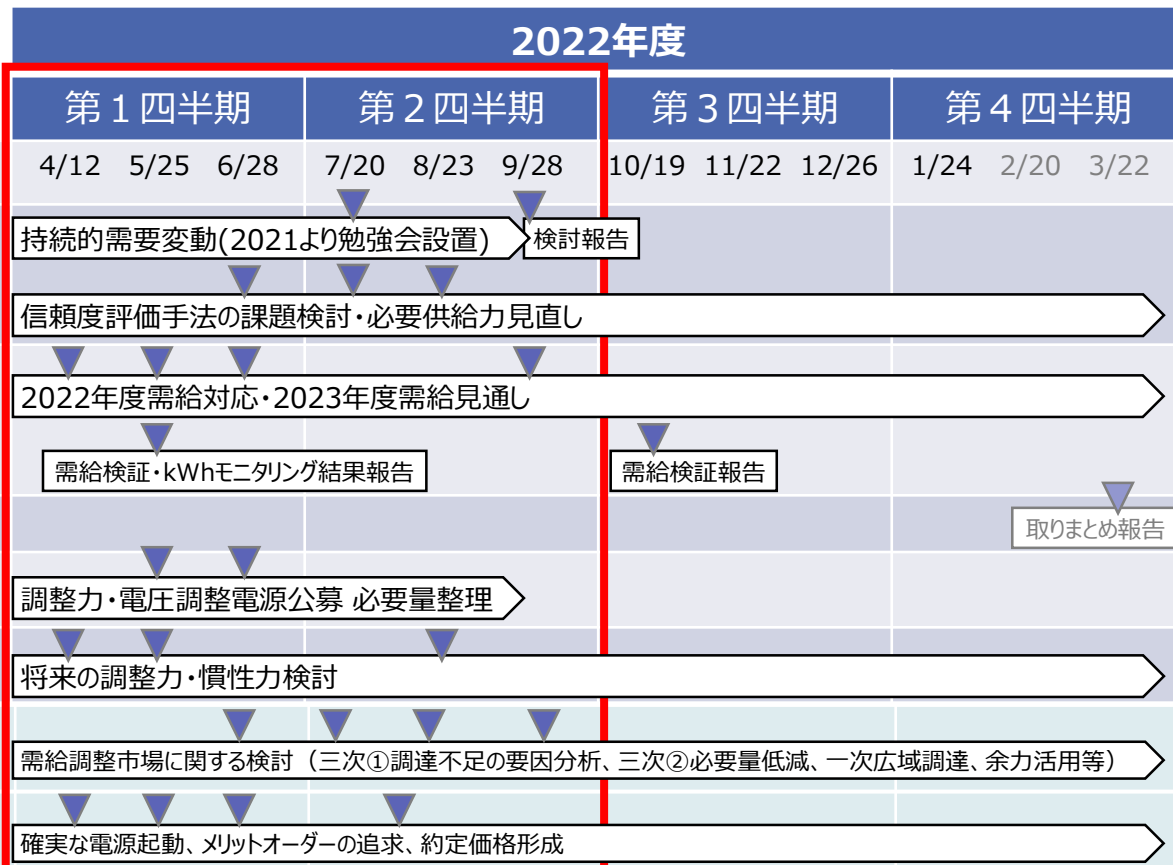 2022年度
第1四半期 第2四半期 第3四半期 第4四半期
4/12 5/25 6/28 7/20 8/23 9/28 10/19 11/22 12/26 1/24 2/20 3/22
持続的需要変動(2021より勉強会設置) 検討報告
信頼度評価手法の課題検討・必要供給力見直し
2022年度需給対応・2023年度需給見通し
需給検証・kWhモニタリング結果報告 需給検証報告
取りまとめ報告
調整力・電圧調整電源公募 必要量整理
将来の調整力・慣性力検討
需給調整市場に関する検討（三次①調達不足の要因分析、三次②必要量低減、一次広域調達、余力活用等）
確実な電源起動、メリットオーダーの追求、約定価格形成